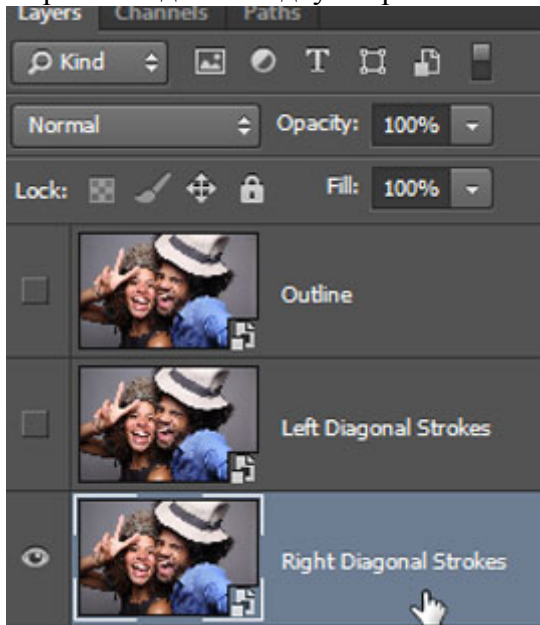 Layers Channels Paths
Kind
Normal Opacity: 100%
Lock: Fill: 100%
Outline
Left Diagonal Strokes
Right Diagonal Strokes